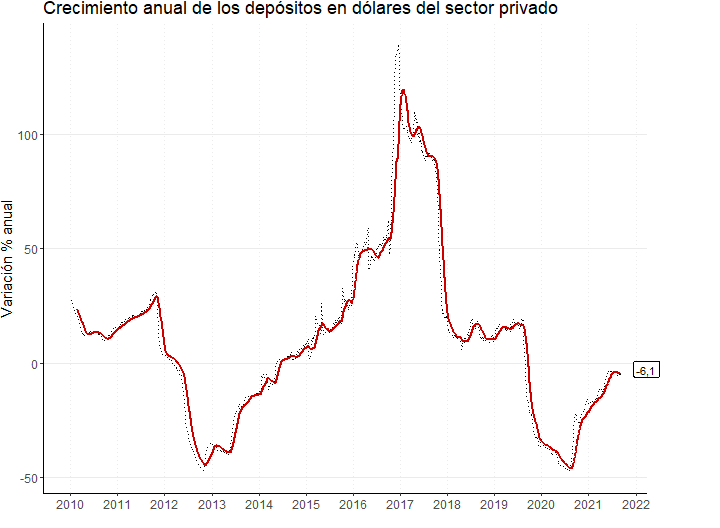 Crecimiento anual de los depósitos en dólares del sector privado
Variación % anual
100
50
0
-50
-6,1
2010 2011 2012 2013 2014 2015 2016 2017 2018 2019 2020 2021 2022